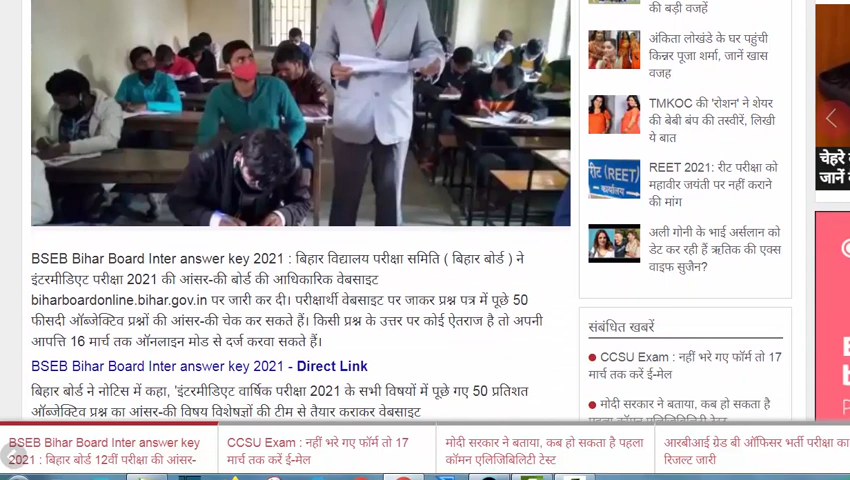 BSEB Bihar Board Inter answer key 2021 : बिहार विद्यालय परीक्षा समिति ( बिहार बोर्ड ) ने
इंटरमीडिएट परीक्षा 2021 की आंसर-की बोर्ड की आधिकारिक वेबसाइट
biharboardonline.bihar.gov.in पर जारी कर दी। परीक्षार्थी वेबसाइट पर जाकर प्रश्न पत्र में पूछे 50
फीसदी ऑब्जेक्टिव प्रश्नों की आंसर-की चेक कर सकते हैं। किसी प्रश्न के उत्तर पर कोई ऐतराज है तो अपनी
आपत्ति 16 मार्च तक ऑनलाइन मोड से दर्ज करवा सकते हैं।
BSEB Bihar Board Inter answer key 2021 - Direct Link
बिहार बोर्ड ने नोटिस में कहा, 'इंटरमीडिएट वार्षिक परीक्षा 2021 के सभी विषयों में पूछे गए 50 प्रतिशत
ऑब्जेक्टिव प्रश्न का आंसर-की विषय विशेषज्ञों की टीम से तैयार कराकर वेबसाइट
की बड़ी वजहें
अंकिता लोखंडे के घर पहुंची
किन्नर पूजा शर्मा, जानें खास
वजह
TMKOC की 'रोशन' ने शेयर
की बेबी बंप की तस्वीरें, लिखी
ये बात
रीट (REET)
कार्यालय
REET 2021: रीट परीक्षा को
महावीर जयंती पर नहीं कराने
की मांग
अली गोनी के भाई अर्सलान को
डेट कर रही हैं ऋतिक की एक्स
वाइफ सुजैन?
संबंधित खबरें
CCSU Exam : नहीं भरे गए फॉर्म तो 17
मार्च तक करें ई-मेल
मोदी सरकार ने बताया, कब हो सकता है
पहला कॉमन एलिजिबिलिटी टेस्ट
चेहरे
जानें
BSEB Bihar Board Inter answer key
2021 : बिहार बोर्ड 12वीं परीक्षा की आंसर-
CCSU Exam : नहीं भरे गए फॉर्म तो 17
मार्च तक करें ई-मेल
मोदी सरकार ने बताया, कब हो सकता है पहला
कॉमन एलिजिबिलिटी टेस्ट
आरबीआई ग्रेड बी ऑफिसर भर्ती परीक्षा का
रिजल्ट जारी